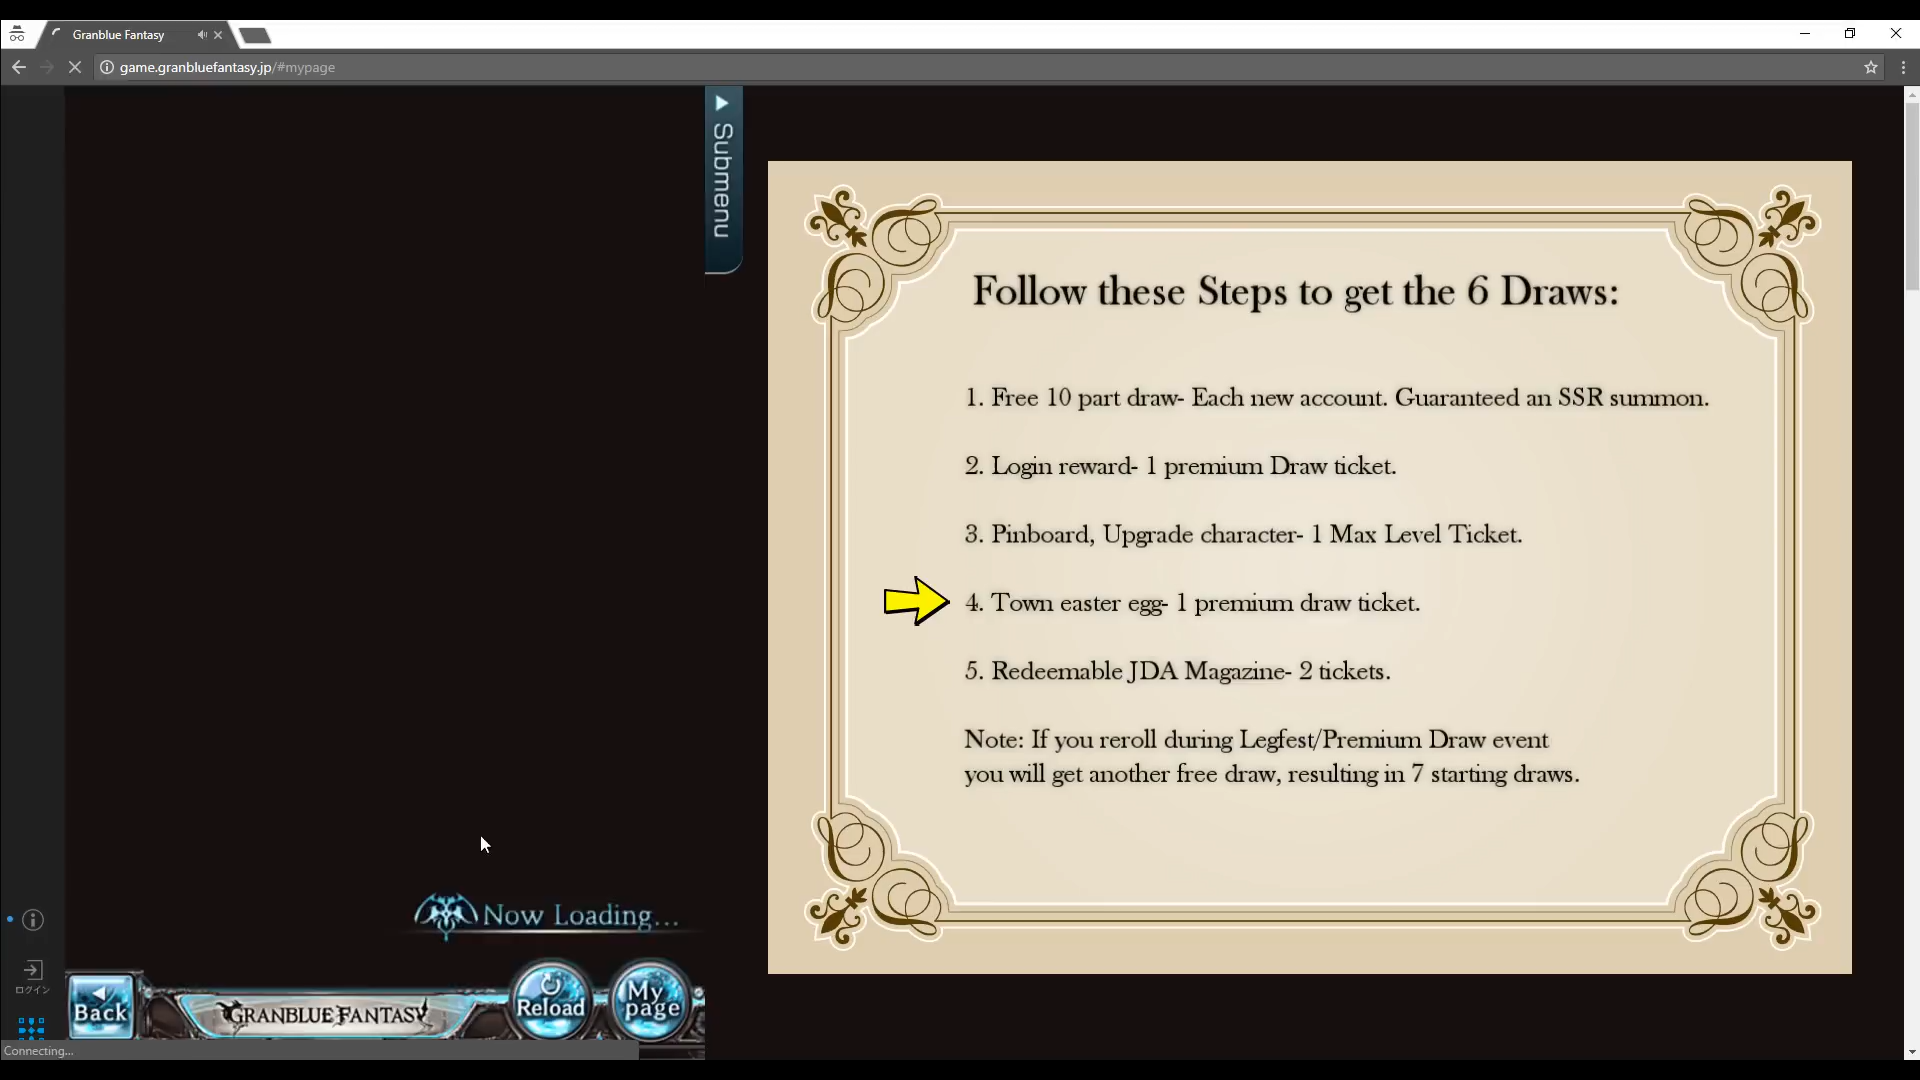 Granblue Fantasy
game.granbluefantasy.jp/#mypage
Submenu
Follow these Steps to get the 6 Draws:
1. Free 10 part draw- Each new account. Guaranteed an SSR summon.
2. Login reward- 1 premium Draw ticket.
3. Pinboard, Upgrade character- 1 Max Level Ticket.
4. Town easter egg- 1 premium draw ticket.
5. Redeemable JDA Magazine- 2 tickets.
Note: If you reroll during Legfest/Premium Draw event
you will get another free draw, resulting in 7 starting draws.
Now Loading...
ログイン
Back
GRANBLUE FANTASY
Reload
My
page
Connecting...